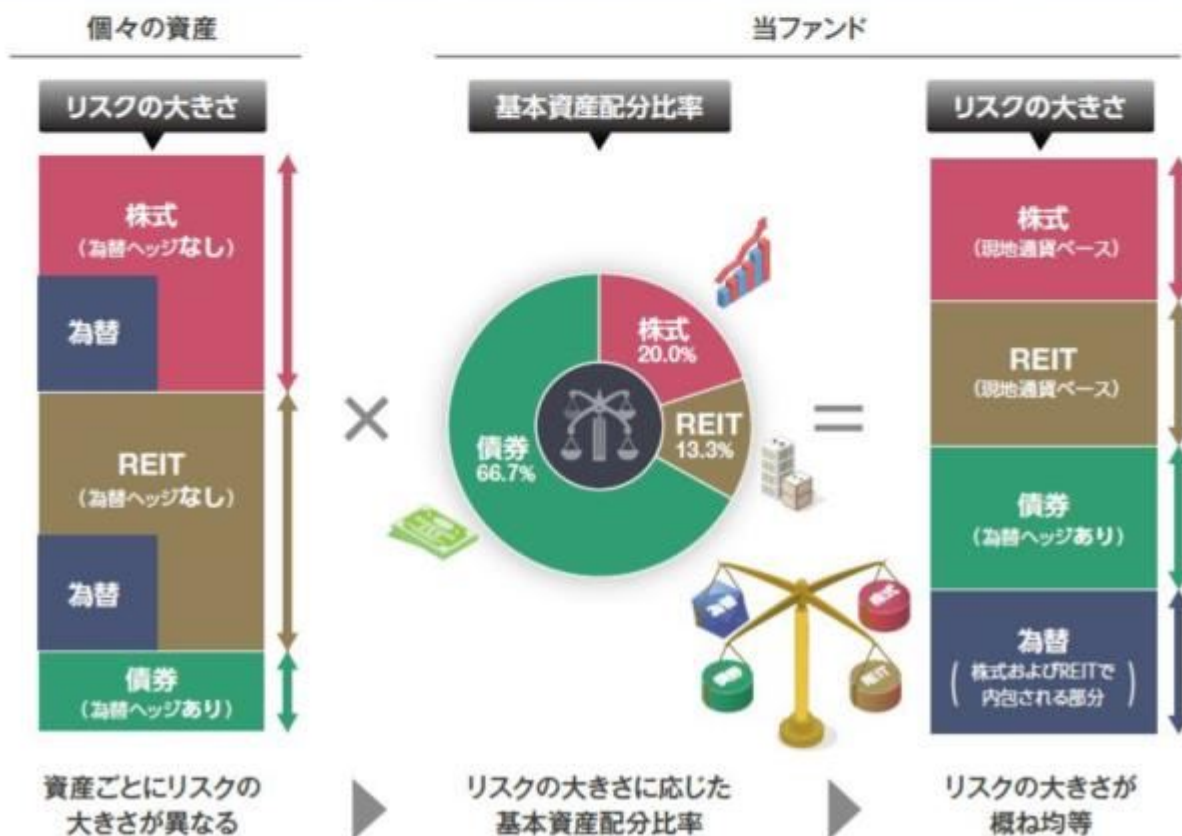 個々の資産
当ファンド
リスクの大きさ
基本資産配分比率
リスクの大きさ
株式
(為替ヘッジなし)
為替
REIT
(為替ヘッジなし)
為替
債券
(為替ヘッジあり)
×
株式
20.0%
REIT
13.3%
債券
66.7%
=
為替
株式
債券
REIT
株式
(現地通貨ベース)
REIT
(現地通貨ベース)
債券
(為替ヘッジあり)
為替
(株式およびREITで
内包される部分)
資産ごとにリスクの
大きさが異なる
リスクの大きさに応じた
基本資産配分比率
リスクの大きさが
概ね均等